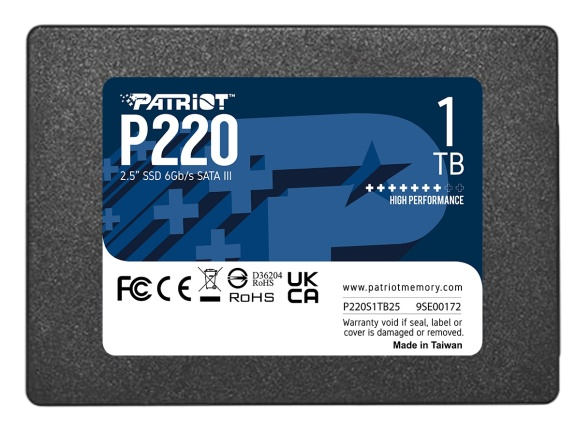 PATRIOT™
P220
2.5" SSD 6Gb/s SATA III
1
TB
HIGH PERFORMANCE
FC CE
D36204
RoHS
RoHS
UK
CA
www.patriotmemory.com
P220S1TB25 9SE00172
Warranty void if seal, label or
cover is damaged or removed.
Made in Taiwan